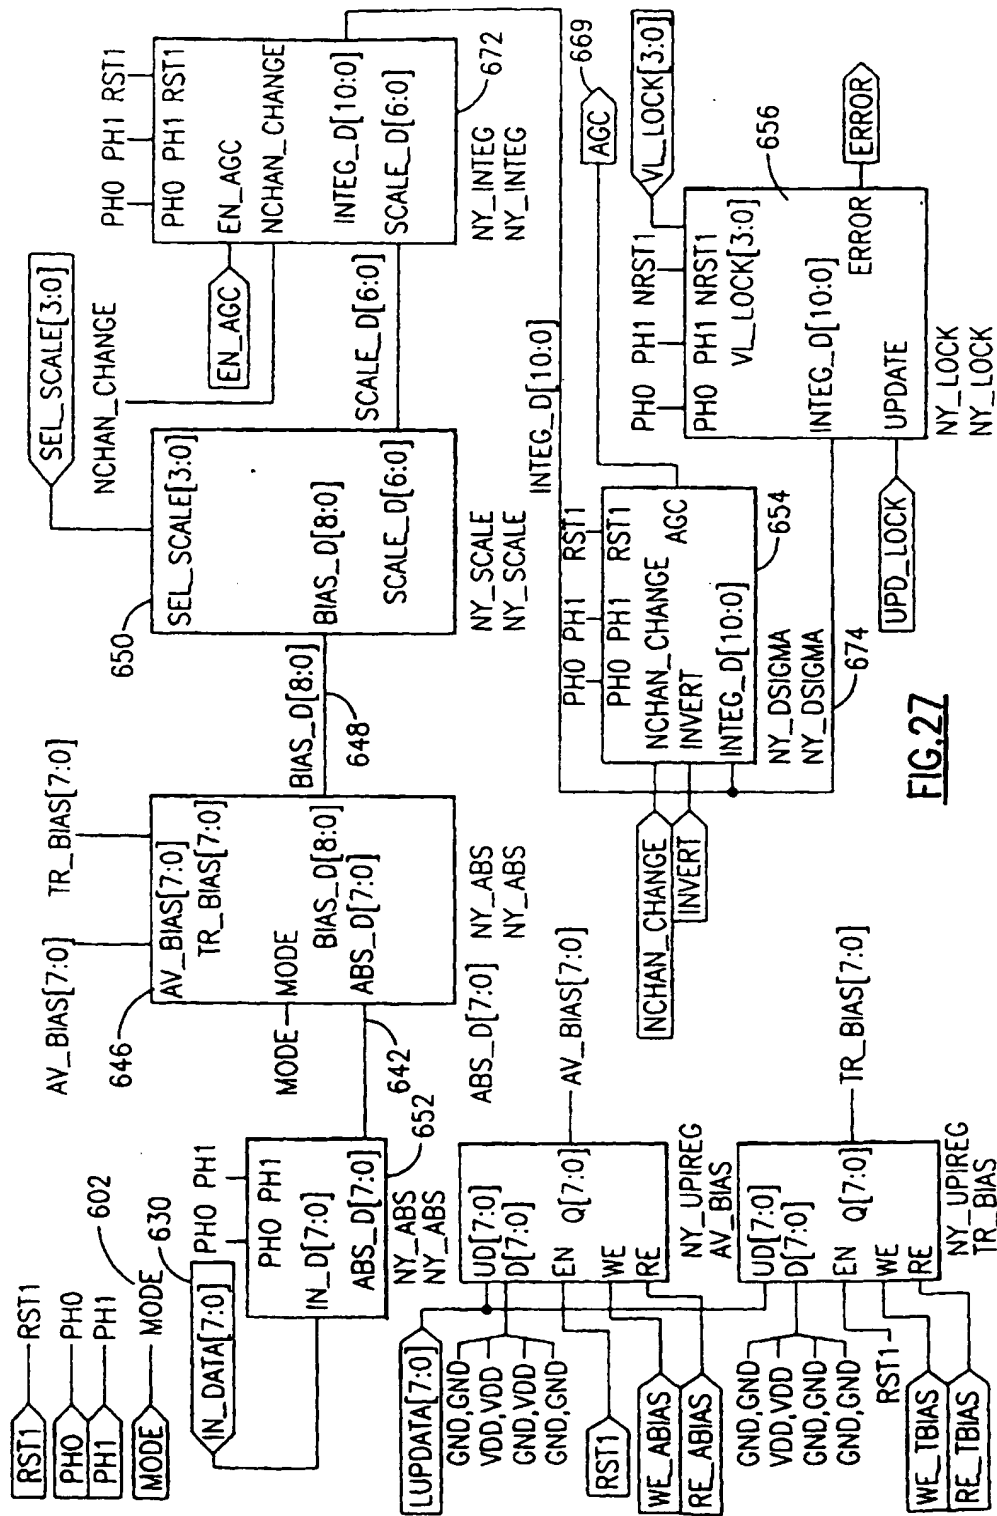 RST1
RST1
PH0
PH0
PH1
PH1
MODE
MODE
602
630
IN_DATA[7:0]
PH0 PH1
PH0 PH1
IN_D[7:0]
ABS_D[7:0]
652
NY_ABS
NY_ABS
642
AV_BIAS[7:0]
TR_BIAS[7:0]
646
AV_BIAS[7:0]
TR_BIAS[7:0]
MODE
MODE
BIAS_D[8:0]
ABS_D[7:0]
NY_ABS
NY_ABS
ABS_D[7:0]
BIAS_D[8:0]
648
650
SEL_SCALE[3:0]
NCHAN_CHANGE
SEL_SCALE[3:0]
BIAS_D[8:0]
SCALE_D[6:0]
NY_SCALE
NY_SCALE
EN_AGC
SCALE_D[6:0]
PH0 PH1 RST1
PH0 PH1 RST1
EN_AGC
NCHAN_CHANGE
INTEG_D[10:0]
SCALE_D[6:0]
672
NY_INTEG
NY_INTEG
INTEG_D[10:0]
LUPDATA[7:0]
GND,GND
VDD,VDD
GND,VDD
GND,GND
RST1
WE_ABIAS
RE_ABIAS
UD[7:0]
D[7:0]
EN
Q[7:0]
WE
RE
NY_UPIREG
AV_BIAS
AV_BIAS[7:0]
GND,GND
VDD,VDD
GND,GND
GND,GND
RST1
WE_TBIAS
RE_TBIAS
UD[7:0]
D[7:0]
EN
Q[7:0]
WE
RE
NY_UPIREG
TR_BIAS
TR_BIAS[7:0]
NCHAN_CHANGE
INVERT
PH0 PH1 RST1
PH0 PH1 RST1
NCHAN_CHANGE
INVERT
AGC
INTEG_D[10:0]
654
NY_DSIGMA
NY_DSIGMA
674
AGC
669
VL_LOCK[3:0]
PH0 PH1 NRST1
PH0 PH1 NRST1
VL_LOCK[3:0]
INTEG_D[10:0]
ERROR
UPDATE
656
ERROR
UPD_LOCK
NY_LOCK
NY_LOCK
FIG.27